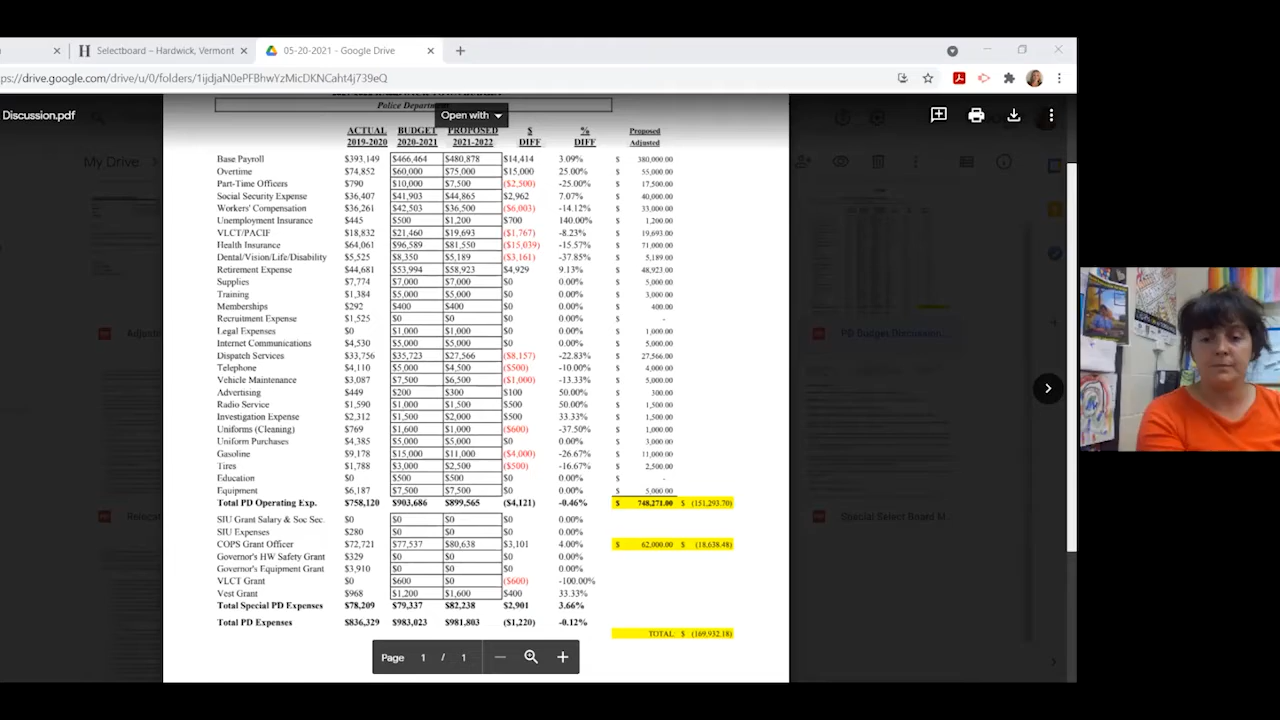 Selectboard – Hardwick, Vermont
05-20-2021 - Google Drive
ps://drive.google.com/drive/u/0/folders/1ijdjaN0ePFBhwYzMicDKNCaht4j739eQ
Discussion.pdf
Open with
Police Department
ACTUAL BUDGET PROPOSED $ % Proposed
2019-2020 2020-2021 2021-2022 DIFF DIFF Adjusted
Base Payroll $393,149 $466,464 $480,878 $14,414 3.09% $ 380,000.00
Overtime $74,852 $60,000 $75,000 $15,000 25.00% $ 55,000.00
Part-Time Officers $790 $10,000 $7,500 ($2,500) -25.00% $ 17,500.00
Social Security Expense $36,407 $41,903 $44,865 $2,962 7.07% $ 40,000.00
Workers' Compensation $36,261 $42,503 $36,500 ($6,003) -14.12% $ 33,000.00
Unemployment Insurance $445 $500 $1,200 $700 140.00% $ 1,200.00
VLCT/PACIF $18,832 $21,460 $19,693 ($1,767) -8.23% $ 19,693.00
Health Insurance $64,061 $96,589 $81,550 ($15,039) -15.57% $ 71,000.00
Dental/Vision/Life/Disability $5,525 $8,350 $5,189 ($3,161) -37.85% $ 5,189.00
Retirement Expense $44,681 $53,994 $58,923 $4,929 9.13% $ 48,923.00
Supplies $7,774 $7,000 $7,000 $0 0.00% $ 5,000.00
Training $1,384 $5,000 $5,000 $0 0.00% $ 3,000.00
Memberships $292 $400 $400 $0 0.00% $ 400.00
Recruitment Expense $1,525 $0 $0 $0 0.00% $ -
Legal Expenses $0 $1,000 $1,000 $0 0.00% $ 1,000.00
Internet Communications $4,530 $5,000 $5,000 $0 0.00% $ 5,000.00
Dispatch Services $33,756 $35,723 $27,566 ($8,157) -22.83% $ 27,566.00
Telephone $4,110 $5,000 $4,500 ($500) -10.00% $ 4,000.00
Vehicle Maintenance $3,087 $7,500 $6,500 ($1,000) -13.33% $ 5,000.00
Advertising $449 $200 $300 $100 50.00% $ 300.00
Radio Service $1,590 $1,000 $1,500 $500 50.00% $ 1,500.00
Investigation Expense $2,312 $1,500 $2,000 $500 33.33% $ 1,500.00
Uniforms (Cleaning) $769 $1,600 $1,000 ($600) -37.50% $ 1,000.00
Uniform Purchases $4,385 $5,000 $5,000 $0 0.00% $ 3,000.00
Gasoline $9,178 $15,000 $11,000 ($4,000) -26.67% $ 11,000.00
Tires $1,788 $3,000 $2,500 ($500) -16.67% $ 2,500.00
Education $0 $500 $500 $0 0.00% $ -
Equipment $6,187 $7,500 $7,500 $0 0.00% $ 5,000.00
Total PD Operating Exp. $758,120 $903,686 $899,565 ($4,121) -0.46% $ 748,271.00 $ (151,293.70)
SIU Grant Salary & Soc Sec. $0 $0 $0 $0 0.00%
SIU Expenses $280 $0 $0 $0 0.00%
COPS Grant Officer $72,721 $77,537 $80,638 $3,101 4.00% $ 62,000.00 $ (18,638.48)
Governor's HW Safety Grant $329 $0 $0 $0 0.00%
Governor's Equipment Grant $3,910 $0 $0 $0 0.00%
VLCT Grant $0 $600 $0 ($600) -100.00%
Vest Grant $968 $1,200 $1,600 $400 33.33%
Total Special PD Expenses $78,209 $79,337 $82,238 $2,901 3.66%
Total PD Expenses $836,329 $983,023 $981,803 ($1,220) -0.12%
TOTAL $ (169,932.18)
Page 1 / 1
My Drive
Adjus
Reloc
PD Budget Discussion...
Special Select Board M...